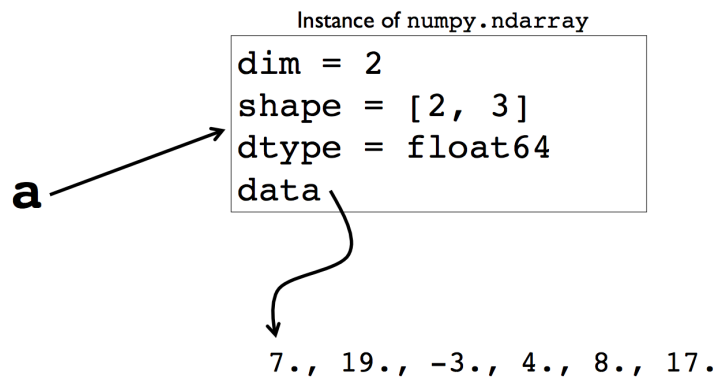 Instance of numpy.ndarray
dim = 2
shape = [2, 3]
dtype = float64
data
a
7., 19., -3., 4., 8., 17.